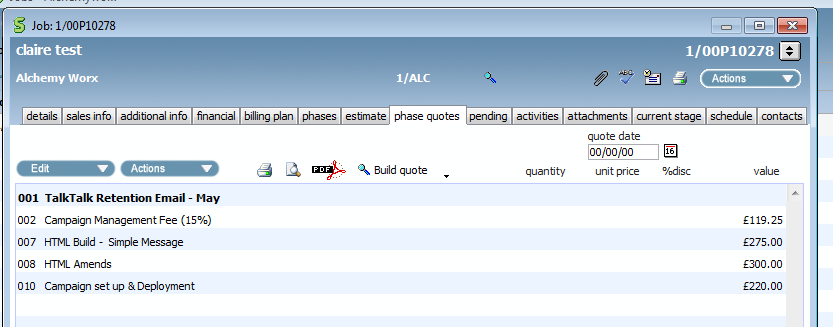 Job: 1/00P10278
claire test 1/00P10278
Alchemy Worx 1/ALC Actions
details sales info additional info financial billing plan phases estimate phase quotes pending activities attachments current stage schedule contacts
quote date
00/00/00 16
Edit Actions PDF Build quote quantity unit price %disc value
001 TalkTalk Retention Email - May
002 Campaign Management Fee (15%) £119.25
007 HTML Build - Simple Message £275.00
008 HTML Amends £300.00
010 Campaign set up & Deployment £220.00